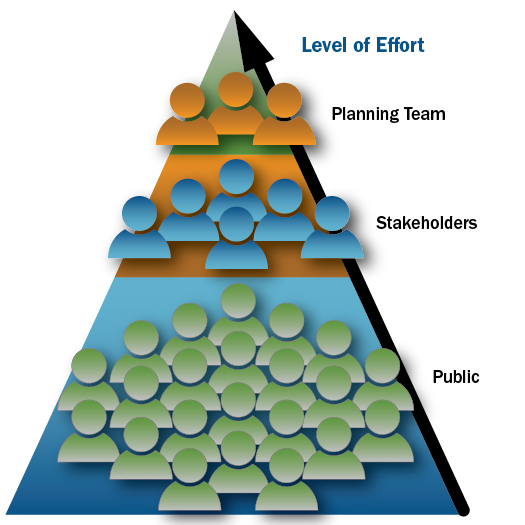 Level of Effort
Planning Team
Stakeholders
Public